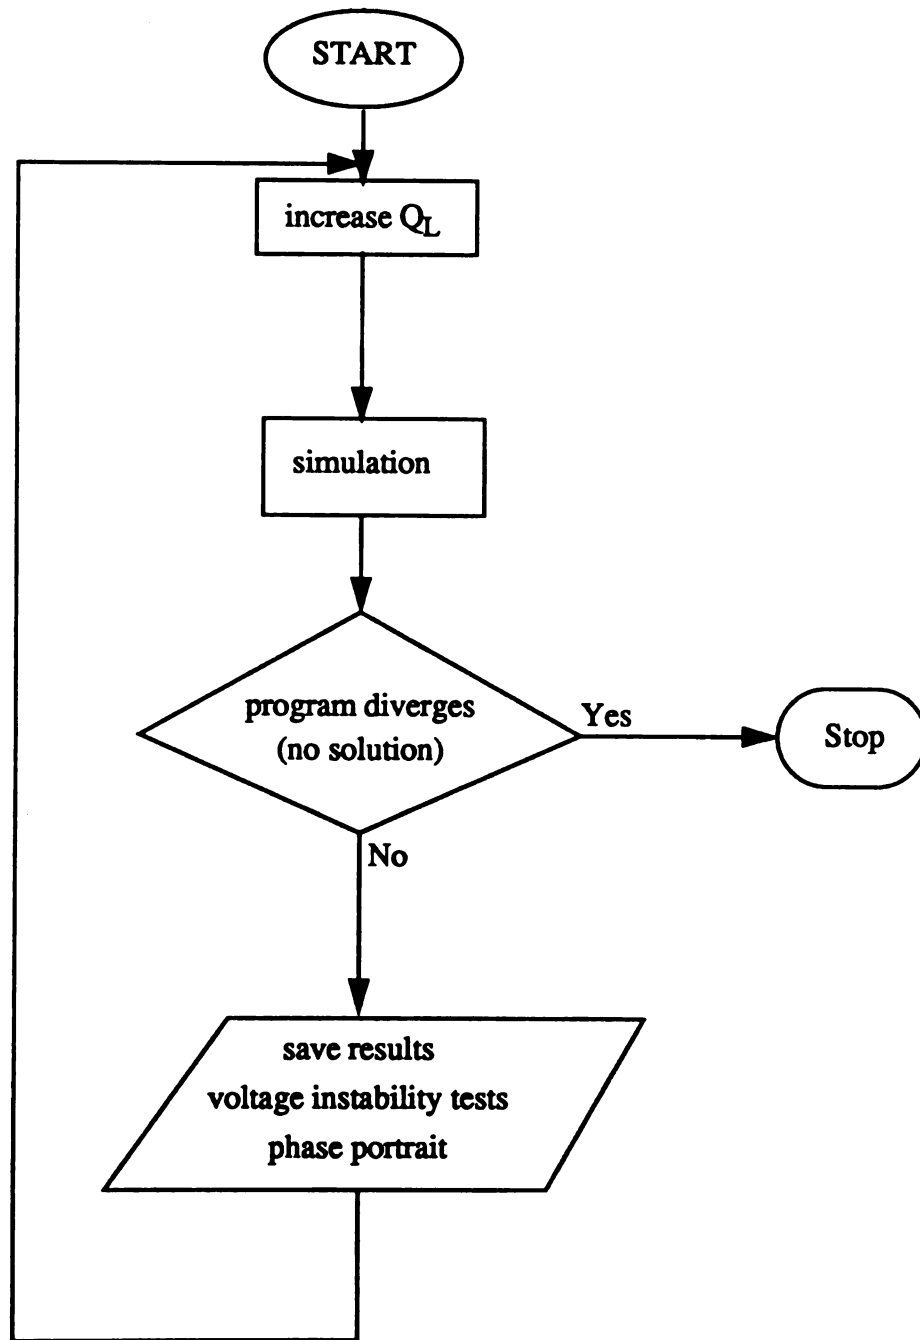 START
increase Q_L
simulation
program diverges
(no solution)
Yes
Stop
No
save results
voltage instability tests
phase portrait